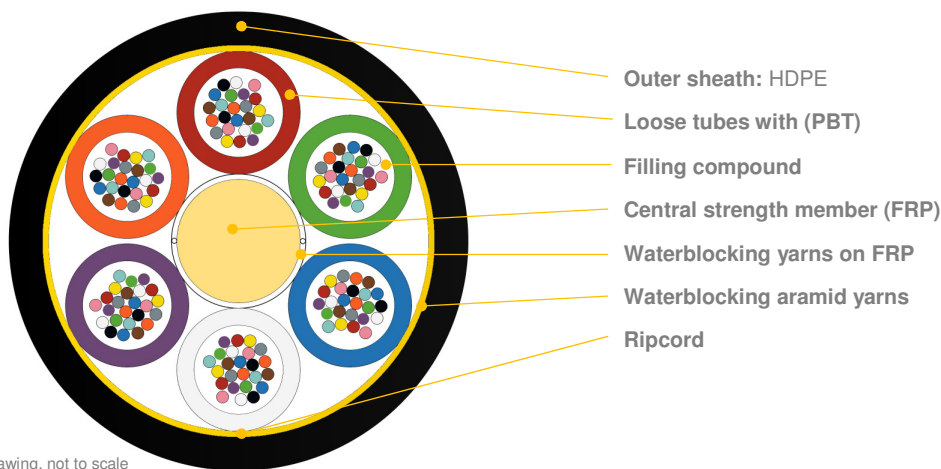 Outer sheath: HDPE
Loose tubes with (PBT)
Filling compound
Central strength member (FRP)
Waterblocking yarns on FRP
Waterblocking aramid yarns
Ripcord
not to scale